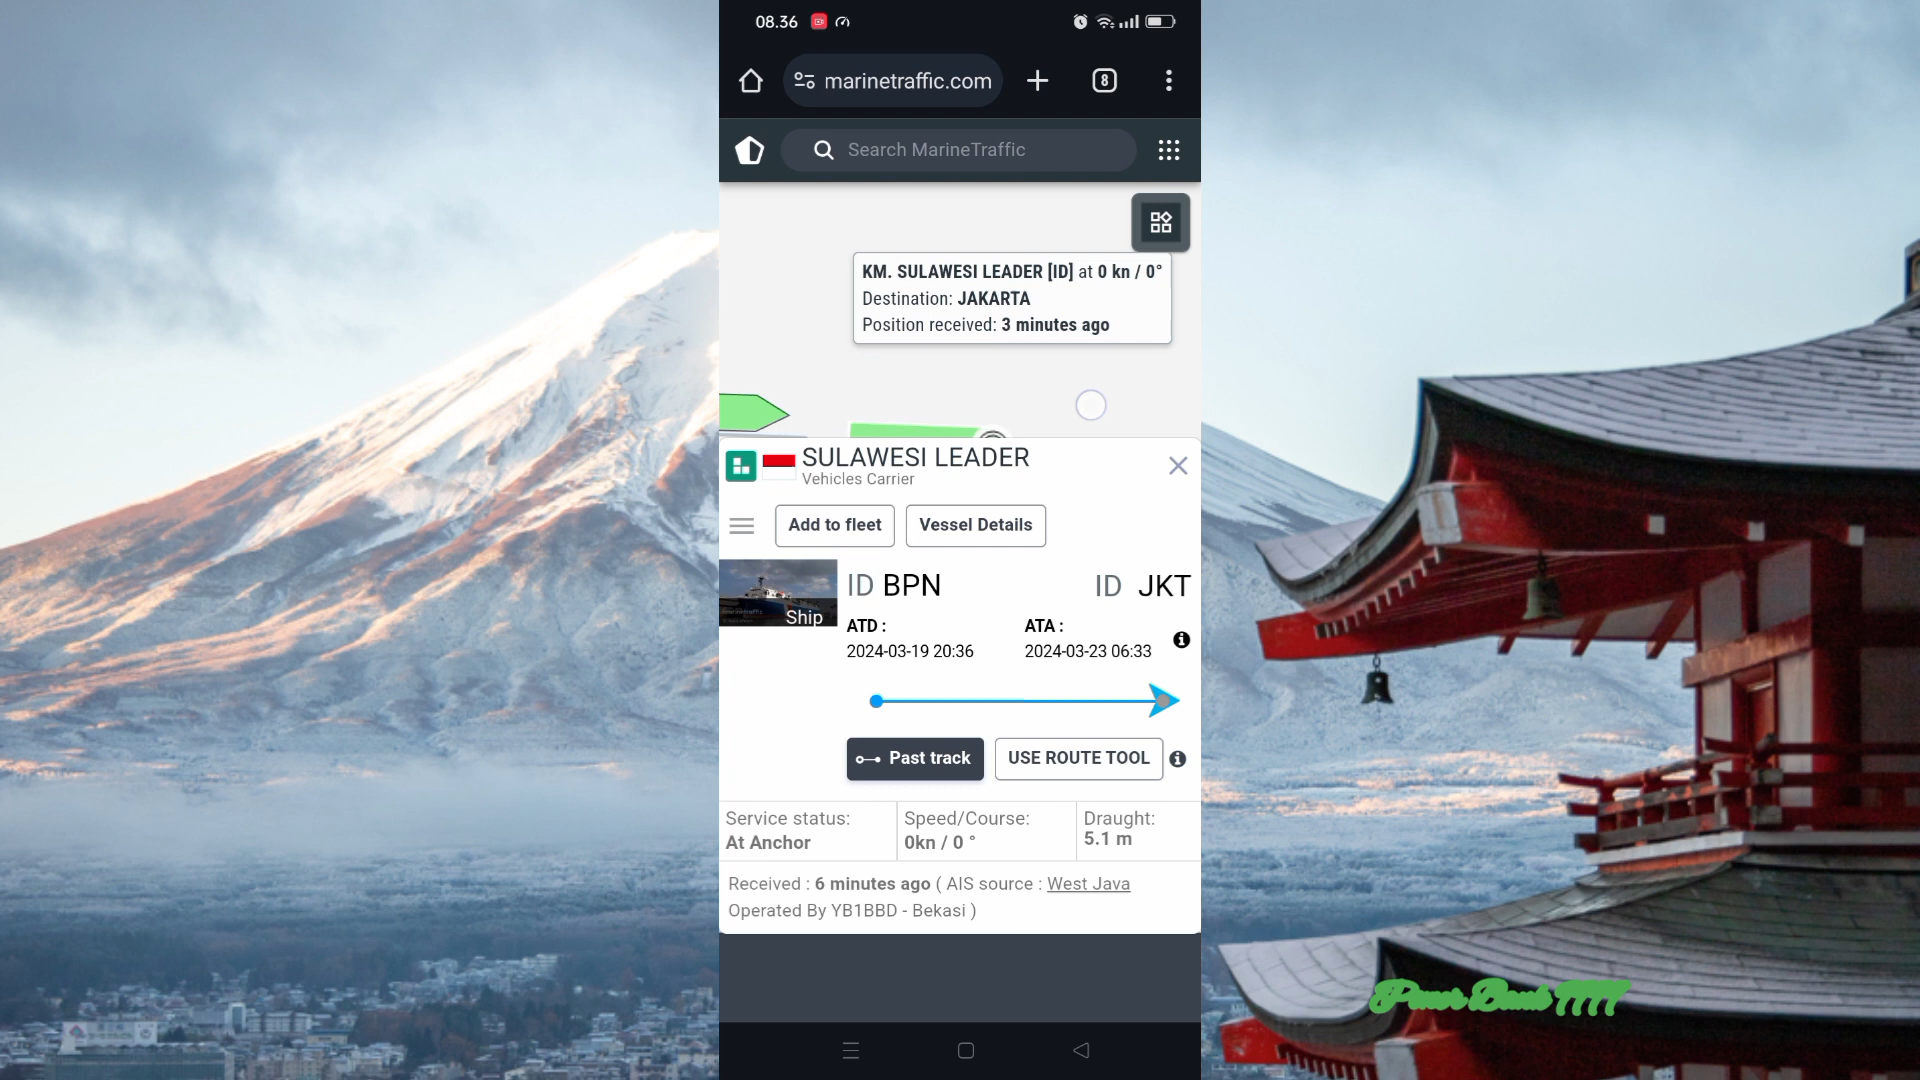 08.36
marinetraffic.com
8
Search MarineTraffic
KM. SULAWESI LEADER [ID] at 0 kn / 0°
Destination: JAKARTA
Position received: 3 minutes ago
SULAWESI LEADER
Vehicles Carrier
Add to fleet
Vessel Details
Ship
ID BPN
ID JKT
ATD :
ATA :
2024-03-19 20:36
2024-03-23 06:33
Past track
USE ROUTE TOOL
Service status:
Speed/Course:
Draught:
At Anchor
0kn / 0 °
5.1 m
Received : 6 minutes ago ( AIS source : West Java
Operated By YB1BBD - Bekasi )
7777